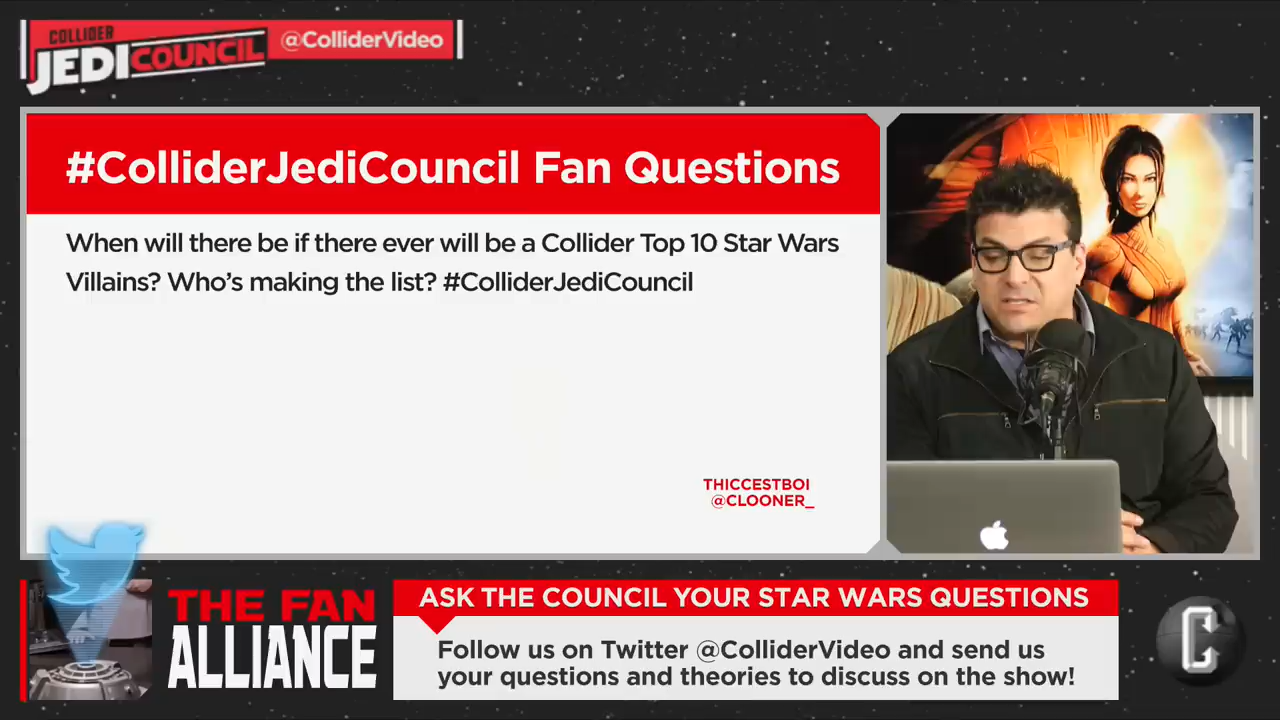 COLLIDER
JEDI COUNCIL
@ColliderVideo
#ColliderJediCouncil Fan Questions
When will there be if there ever will be a Collider Top 10 Star Wars
Villains? Who's making the list? #ColliderJediCouncil
THICCESTBOI
@CLOONER_
THE FAN
ALLIANCE
ASK THE COUNCIL YOUR STAR WARS QUESTIONS
Follow us on Twitter @ColliderVideo and send us
your questions and theories to discuss on the show!